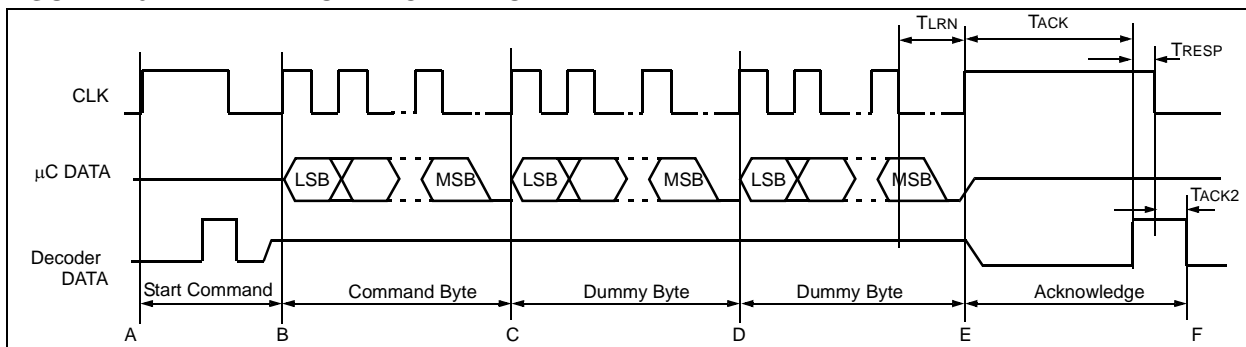 TLRN
TACK
TRESP
CLK
μC DATA
LSB
MSB
LSB
MSB
LSB
MSB
TACK2
Decoder
DATA
Start Command
Command Byte
Dummy Byte
Dummy Byte
Acknowledge
A
B
C
D
E
F